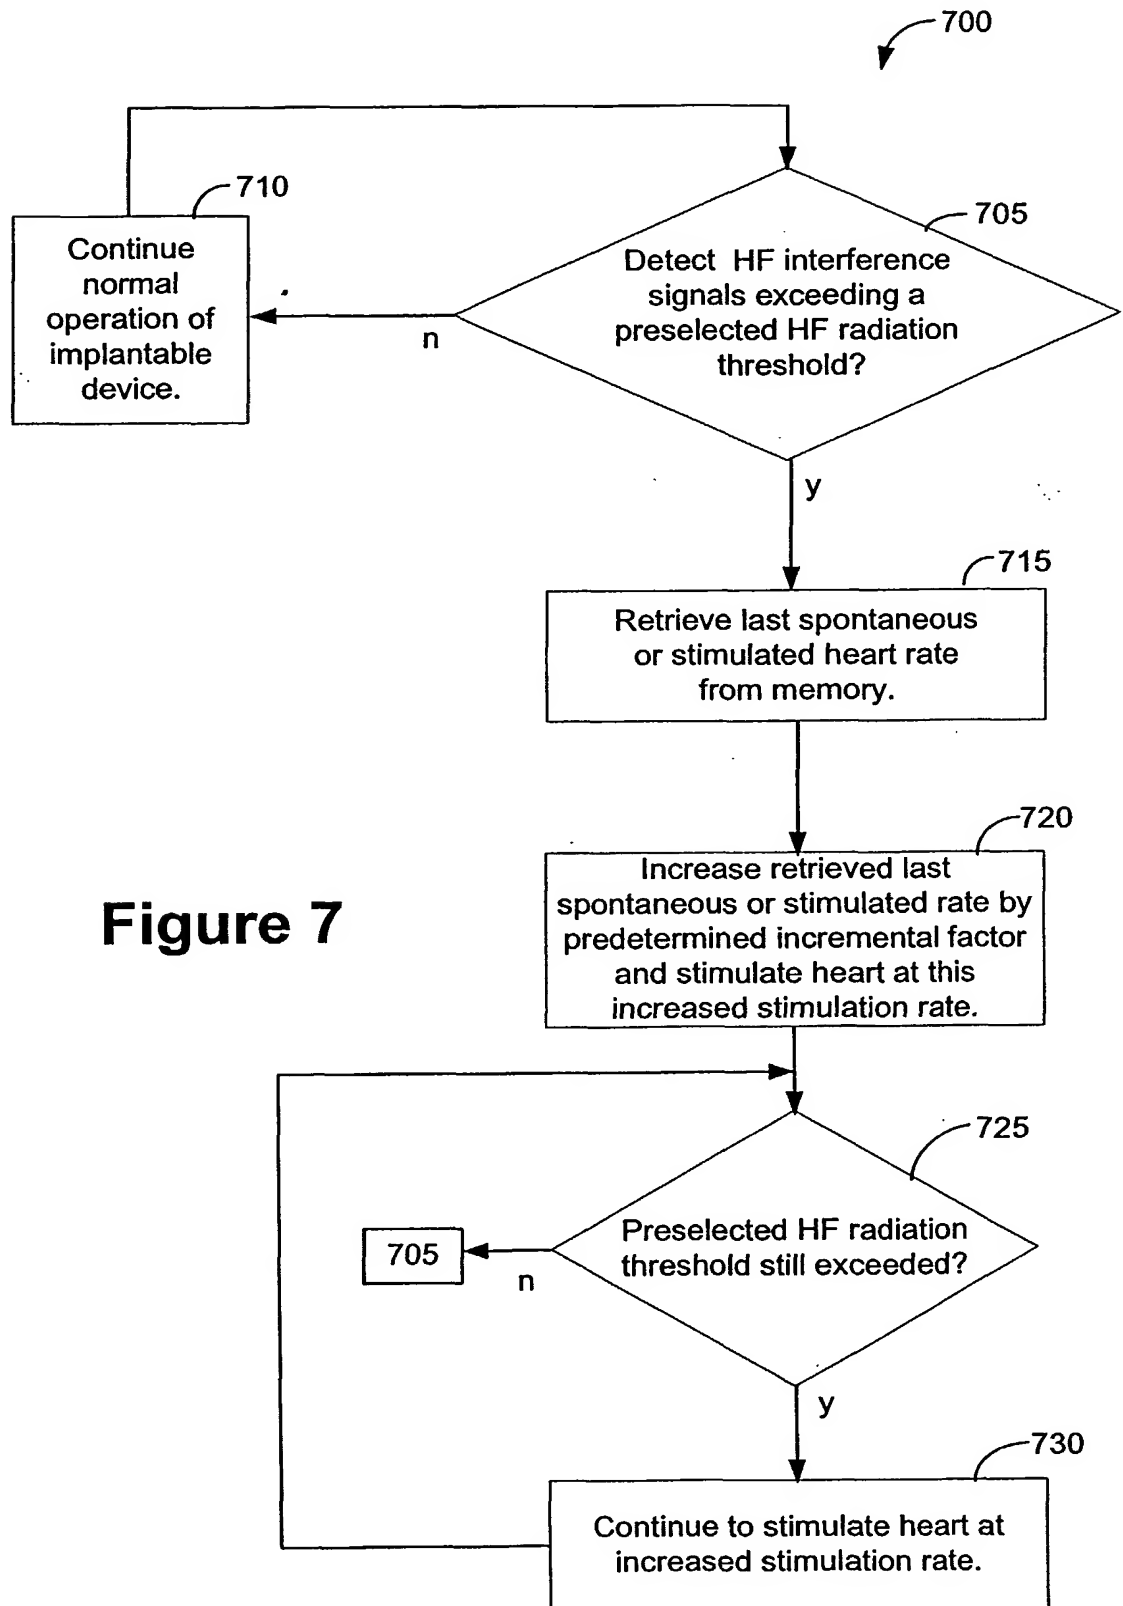 700
710
Continue
normal
operation of
implantable
device.
705
Detect HF interference
signals exceeding a
preselected HF radiation
threshold?
n
y
715
Retrieve last spontaneous
or stimulated heart rate
from memory.
720
Increase retrieved last
spontaneous or stimulated rate by
predetermined incremental factor
and stimulate heart at this
increased stimulation rate.
Figure 7
725
Preselected HF radiation
threshold still exceeded?
705
n
y
730
Continue to stimulate heart at
increased stimulation rate.